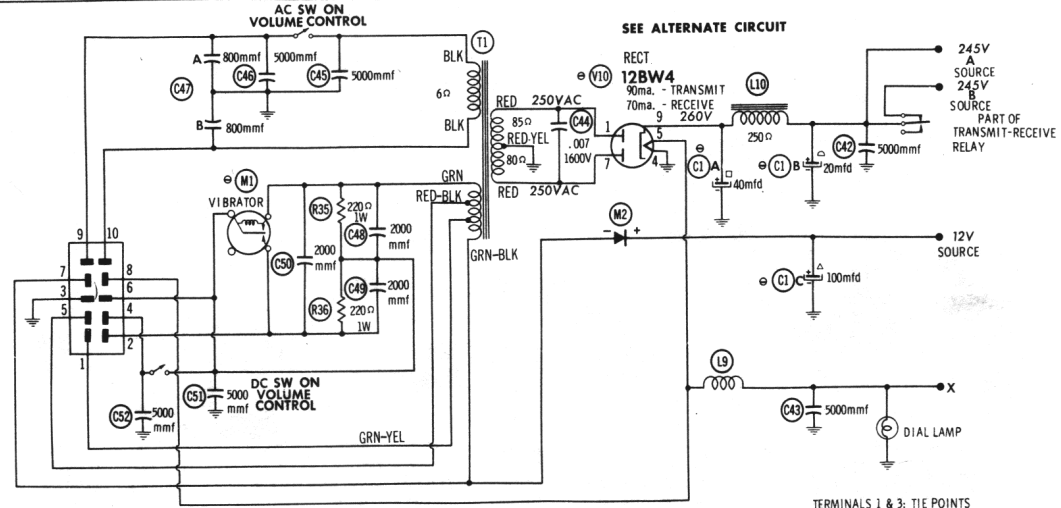 AC SW ON
VOLUME CONTROL
SEE ALTERNATE CIRCUIT
A 800mmf
5000mmf
C46
C45
5000mmf
C47
B 800mmf
BLK
T1
6Ω
BLK
RED
250VAC
85Ω
RED-YEL
80Ω
RED
250VAC
C44
.007
1600V
RECT
V10
12BW4
90ma. - TRANSMIT
70ma. - RECEIVE
260V
1
7
9
5
4
L10
250Ω
C1 A
40mfd
C1 B
20mfd
C42
5000mmf
245V
A
SOURCE
245V
B
SOURCE
PART OF
TRANSMIT-RECEIVE
RELAY
M1
VIBRATOR
GRN
RED-BLK
R35
220Ω
1W
C48
2000
mmf
C50
2000
mmf
C49
2000
mmf
R36
220Ω
1W
GRN-BLK
M2
- +
12V
SOURCE
C1 C
100mfd
9 10
7 8
3 6
5 4
1 2
DC SW ON
VOLUME
CONTROL
C51
5000
mmf
C52
5000
mmf
GRN-YEL
L9
X
C43
5000mmf
DIAL LAMP
TERMINALS 1 & 3: TIE POINTS